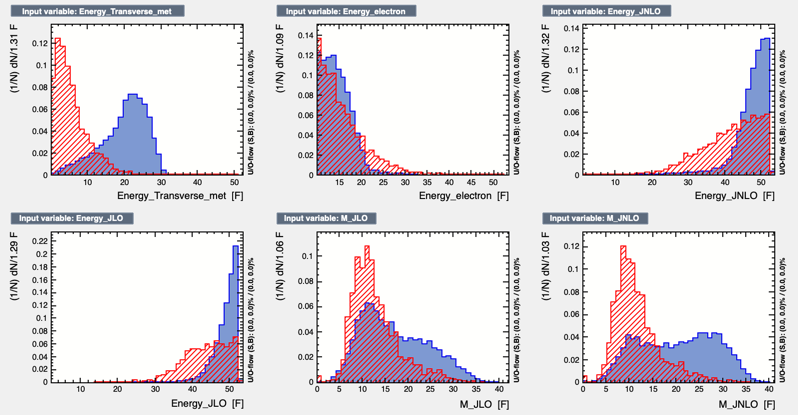 Input variable: Energy_Transverse_met
(1/N) dN/1.31 F
0.12
0.1
0.08
0.06
0.04
0.02
0
10 20 30 40 50
Energy_Transverse_met [F]
U/O-flow (S,B): (0.0, 0.0)% / (0.0, 0.0)%
Input variable: Energy_electron
(1/N) dN/1.09 F
0.14
0.12
0.1
0.08
0.06
0.04
0.02
0
15 20 25 30 35 40 45 50
Energy_electron [F]
U/O-flow (S,B): (0.0, 0.0)% / (0.0, 0.0)%
Input variable: Energy_JNLO
(1/N) dN/1.32 F
0.14
0.12
0.1
0.08
0.06
0.04
0.02
0
10 20 30 40 50
Energy_JNLO [F]
U/O-flow (S,B): (0.0, 0.0)% / (0.0, 0.0)%
Input variable: Energy_JLO
(1/N) dN/1.29 F
0.22
0.2
0.18
0.16
0.14
0.12
0.1
0.08
0.06
0.04
0.02
0
10 20 30 40 50
Energy_JLO [F]
U/O-flow (S,B): (0.0, 0.0)% / (0.0, 0.0)%
Input variable: M_JLO
(1/N) dN/1.06 F
0.1
0.08
0.06
0.04
0.02
0
0 5 10 15 20 25 30 35 40
M_JLO [F]
U/O-flow (S,B): (0.0, 0.0)% / (0.0, 0.0)%
Input variable: M_JNLO
(1/N) dN/1.03 F
0.12
0.1
0.08
0.06
0.04
0.02
0
0 5 10 15 20 25 30 35 40
M_JNLO [F]
U/O-flow (S,B): (0.0, 0.0)% / (0.0, 0.0)%